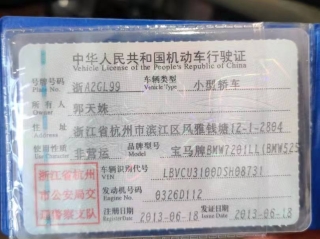 中华人民共和国机动车行驶证
Vehicle License of the People's Republic of China
号牌号码 浙A2GL99 车辆类型 小型轿车
Plate No. Vehicle Type
所有人 郭天姝
Owner
住址 浙江省杭州市滨江区风雅钱塘12-1-2804
使用性质 非营运 品牌型号 宝马牌BMW7201LL(BMW525
浙江省杭州
市公安局交
通警察支队
车辆识别代号 LBVCU3100DSH08731
VIN
发动机号码 0326D112
Engine No.
注册日期 2013-06-18 发证日期 2013-06-18
Register Date Issue Date